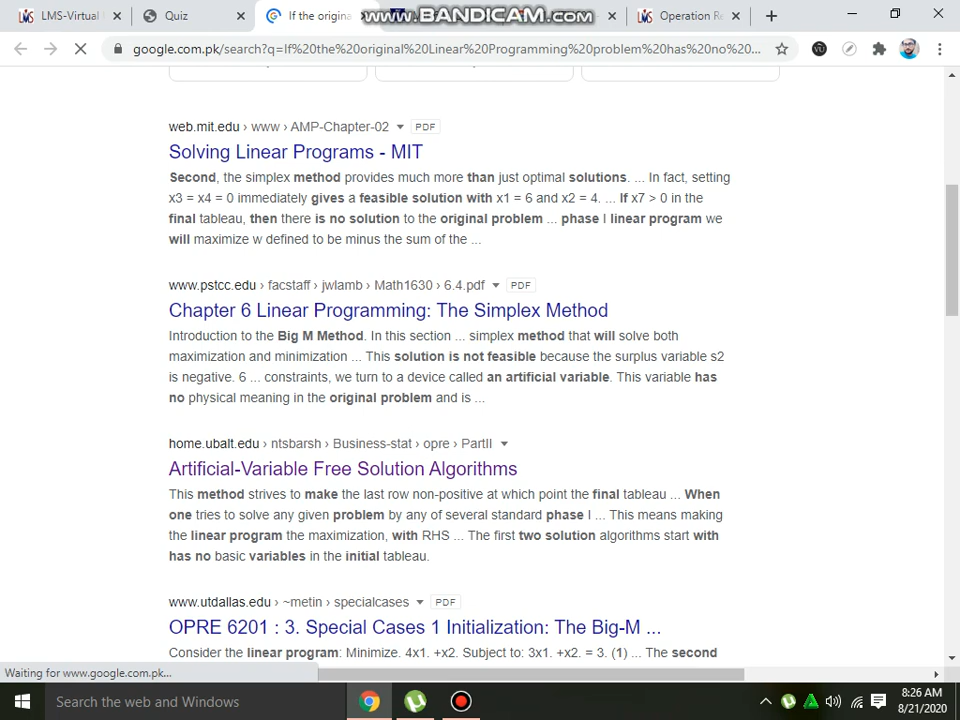 LMS-Virtual
Quiz
If the origina
WWW.BANDICAM.COM
Operation Re
google.com.pk/search?q=If%20the%20original%20Linear%20Programming%20problem%20has%20no%20...
web.mit.edu › www › AMP-Chapter-02 PDF
Solving Linear Programs - MIT
Second, the simplex method provides much more than just optimal solutions. ... In fact, setting
x3 = x4 = 0 immediately gives a feasible solution with x1 = 6 and x2 = 4. ... If x7 > 0 in the
final tableau, then there is no solution to the original problem ... phase I linear program we
will maximize w defined to be minus the sum of the ...
www.pstcc.edu › facstaff › jwlamb › Math1630 › 6.4.pdf PDF
Chapter 6 Linear Programming: The Simplex Method
Introduction to the Big M Method. In this section ... simplex method that will solve both
maximization and minimization ... This solution is not feasible because the surplus variable s2
is negative. 6 ... constraints, we turn to a device called an artificial variable. This variable has
no physical meaning in the original problem and is ...
home.ubalt.edu › ntsbarsh › Business-stat › opre › PartII
Artificial-Variable Free Solution Algorithms
This method strives to make the last row non-positive at which point the final tableau ... When
one tries to solve any given problem by any of several standard phase I ... This means making
the linear program the maximization, with RHS ... The first two solution algorithms start with
has no basic variables in the initial tableau.
www.utdallas.edu › ~metin › specialcases PDF
OPRE 6201 : 3. Special Cases 1 Initialization: The Big-M ...
Consider the linear program: Minimize. 4x1. +x2. Subject to: 3x1. +x2. = 3. (1) ... The second
Waiting for www.google.com.pk...
Search the web and Windows
8:26 AM
8/21/2020